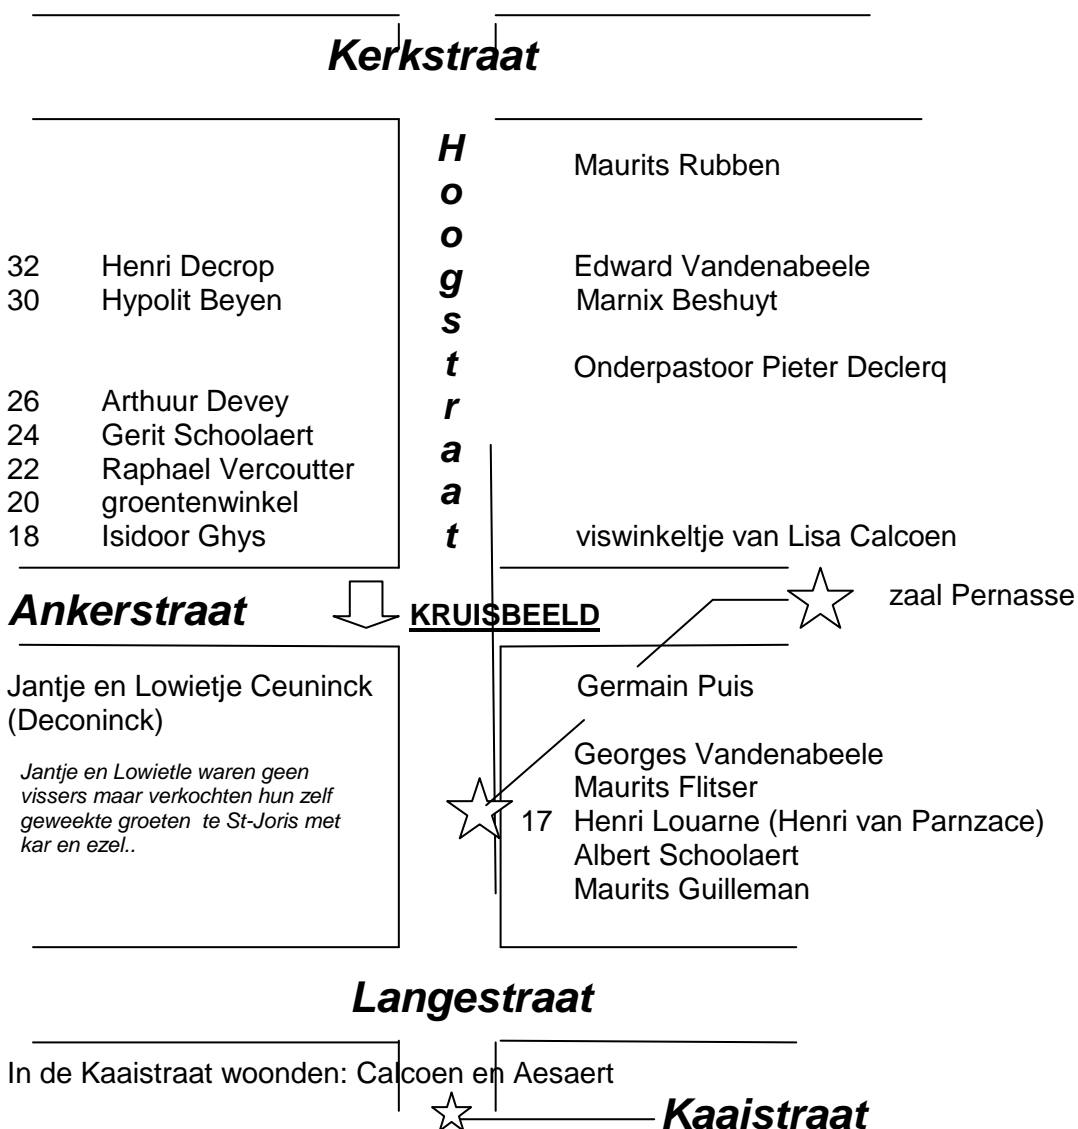 Kerkstraat
Hoogstraat
Maurits Rubben
32 Henri Decrop
Edward Vandenabeele
30 Hypolit Beyen
Marnix Beshuyt
Onderpastoor Pieter Declerq
26 Arthuur Devey
24 Gerit Schoolaert
22 Raphael Vercoutter
20 groentenwinkel
18 Isidoor Ghys
viswinkeltje van Lisa Calcoen
zaal Pernasse
Ankerstraat
KRUISBEELD
Jantje en Lowietje Ceuninck
(Deconinck)
Jantje en Lowietle waren geen
vissers maar verkochten hun zelf
geweekte groeten te St-Joris met
kar en ezel..
Germain Puis
Georges Vandenabeele
Maurits Flitser
17 Henri Louarne (Henri van Parnzace)
Albert Schoolaert
Maurits Guilleman
Langestraat
In de Kaaistraat woonden: Calcoen en Aesaert
Kaaistraat